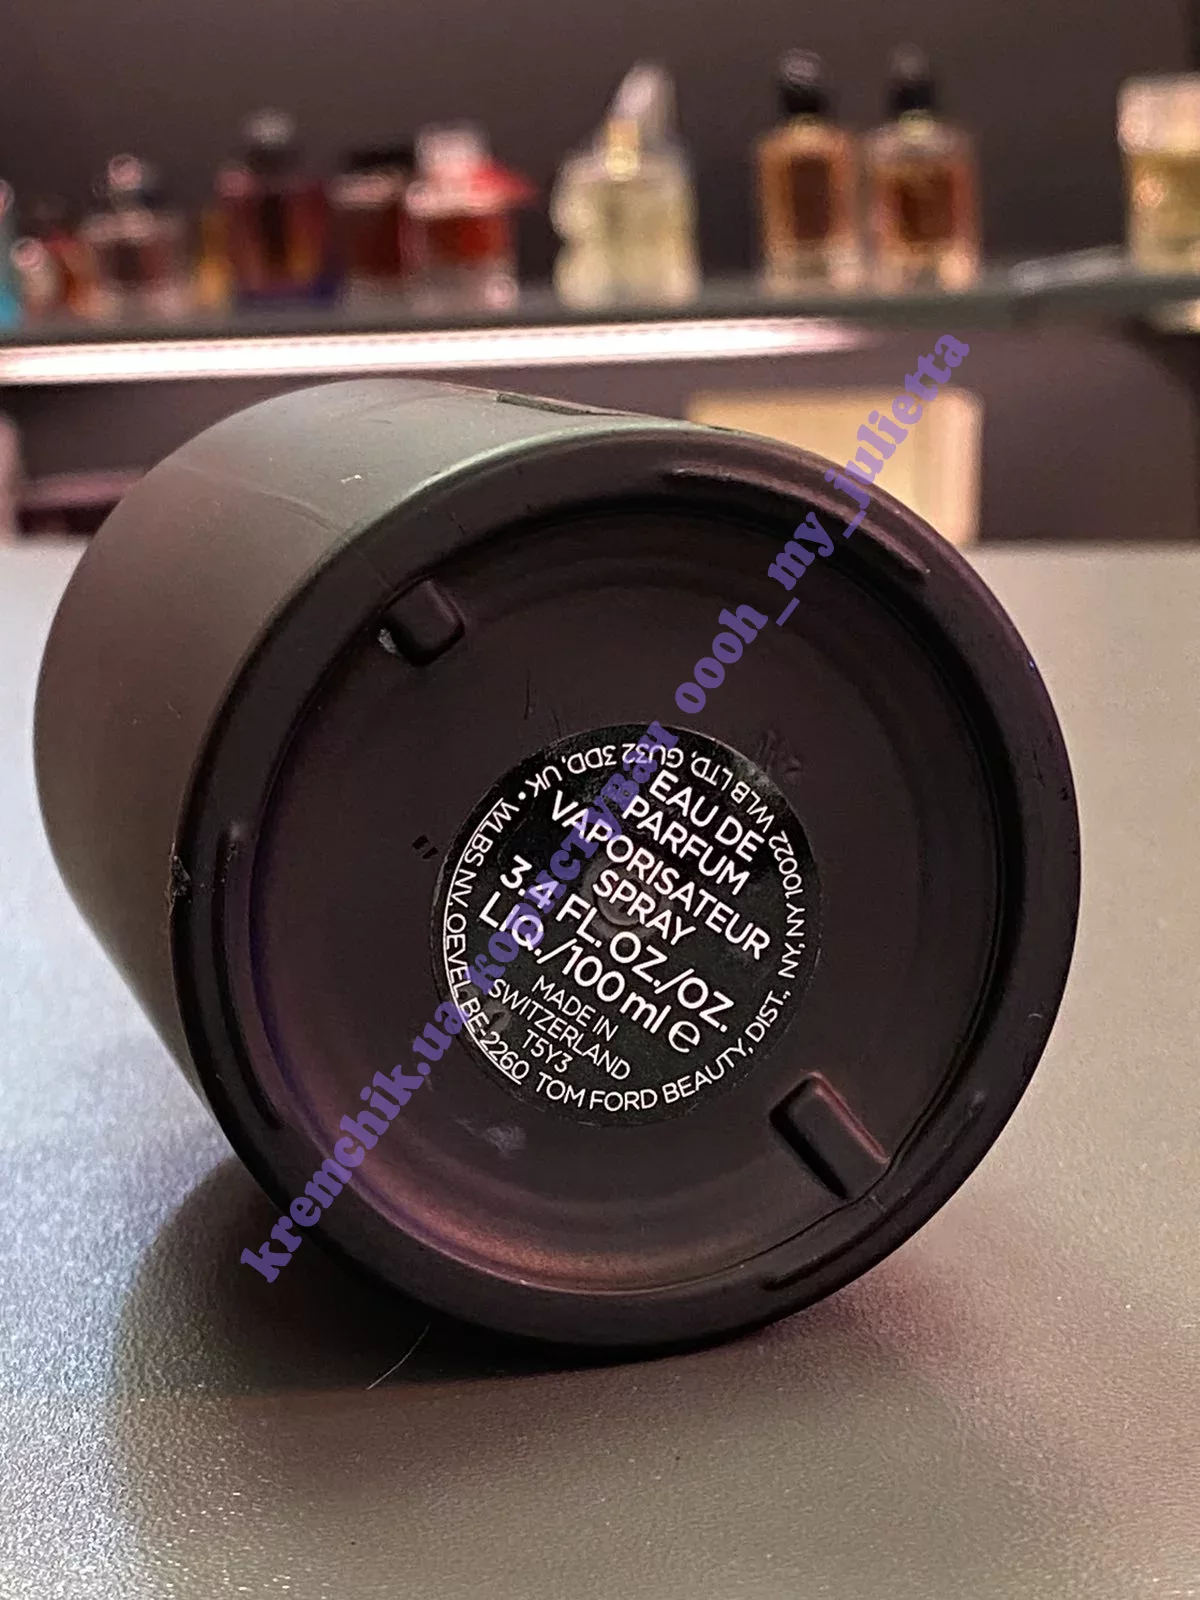 EAU DE
PARFUM
VAPORISATEUR
SPRAY
3.4 FL. OZ./OZ.
LIQ./100 ml ℮
MADE IN
SWITZERLAND
T5Y3
TOM FORD BEAUTY, DIST., NY, NY 10022 WLB LTD, GU32 3DD, UK • WLBS NV, OEVEL BE-2260
kremchik.ua користувач oooh_my_julietta